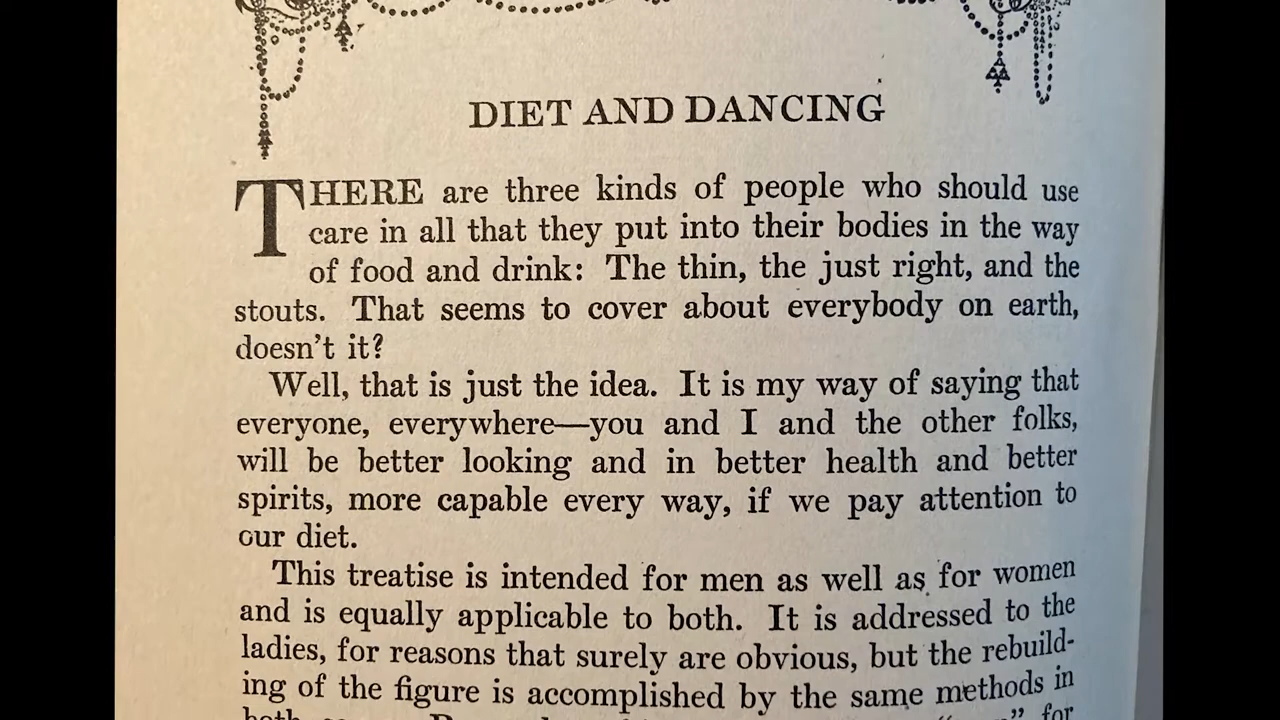 DIET AND DANCING
THERE are three kinds of people who should use
care in all that they put into their bodies in the way
of food and drink: The thin, the just right, and the
stouts. That seems to cover about everybody on earth,
doesn't it?
Well, that is just the idea. It is my way of saying that
everyone, everywhere—you and I and the other folks,
will be better looking and in better health and better
spirits, more capable every way, if we pay attention to
our diet.
This treatise is intended for men as well as for women
and is equally applicable to both. It is addressed to the
ladies, for reasons that surely are obvious, but the rebuild-
ing of the figure is accomplished by the same methods in
both for